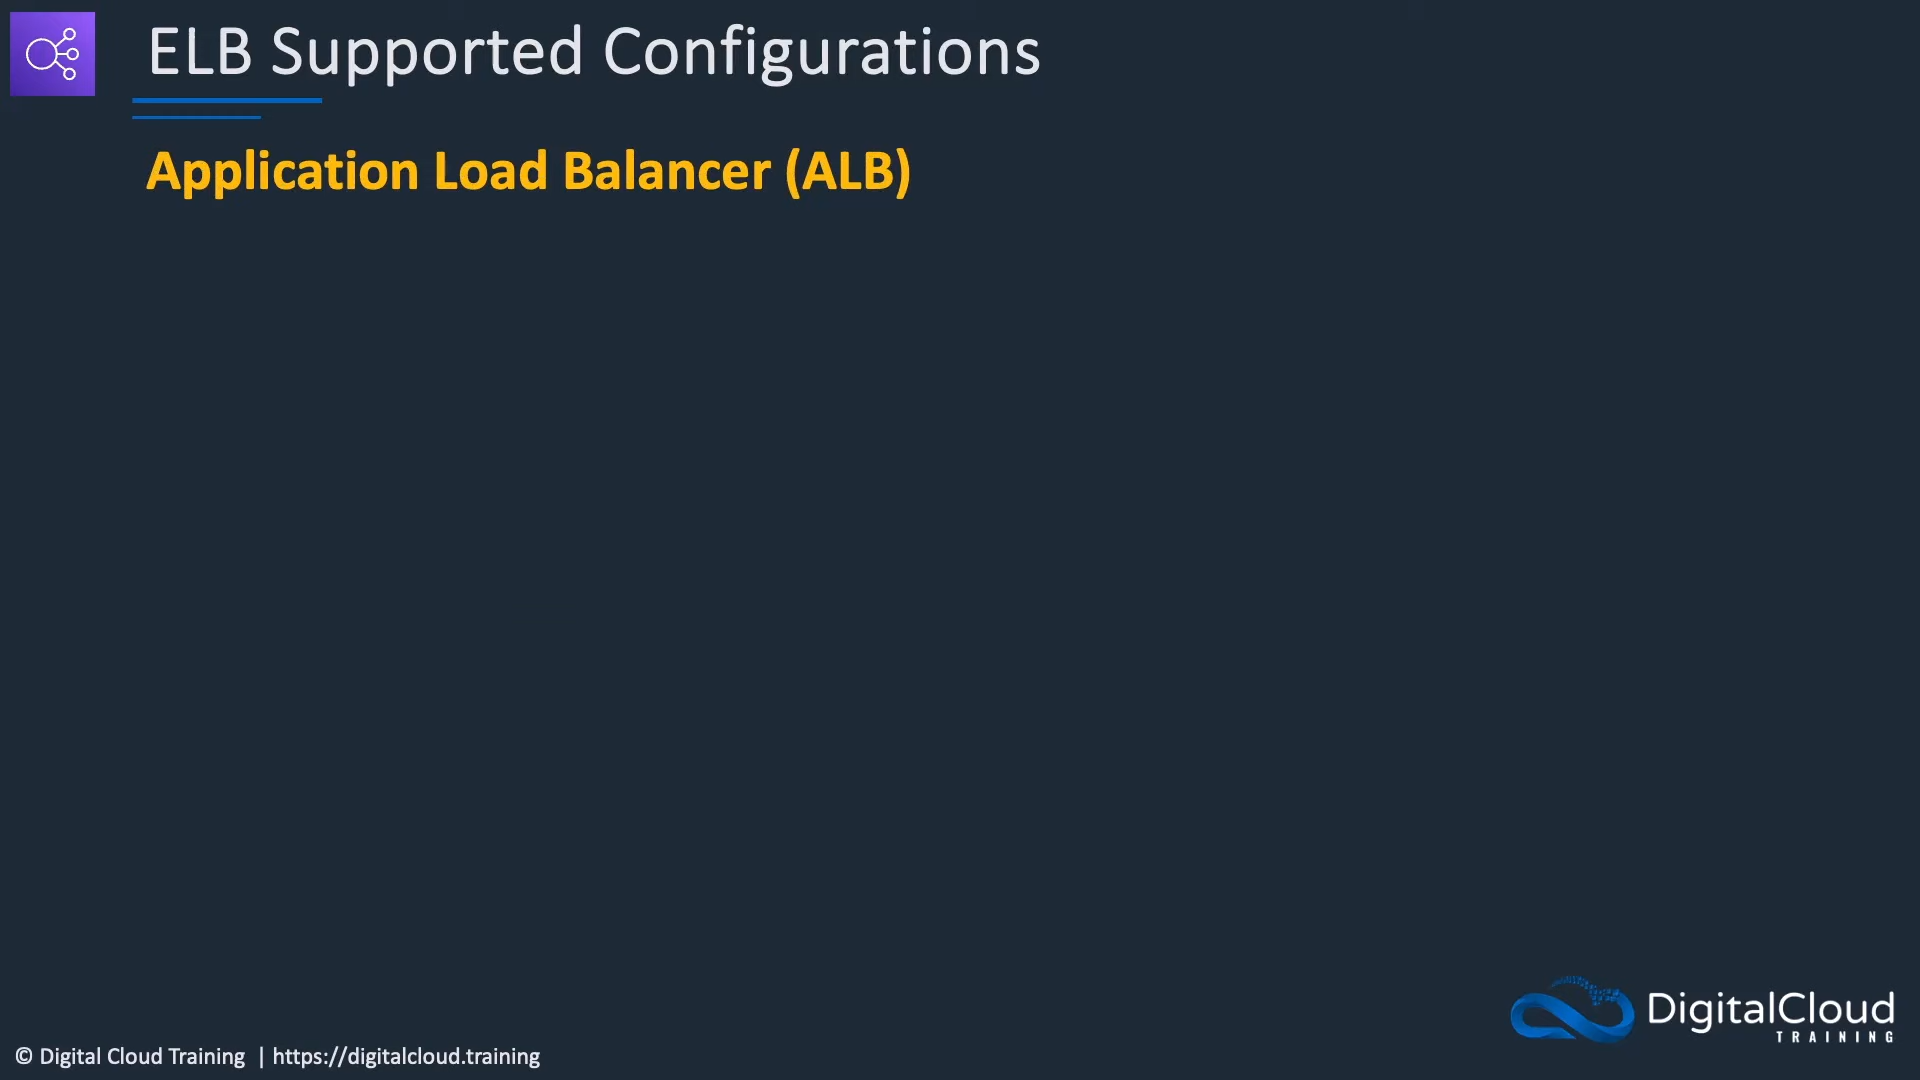 ELB Supported Configurations
Application Load Balancer (ALB)
DigitalCloud
TRAINING
© Digital Cloud Training | https://digitalcloud.training